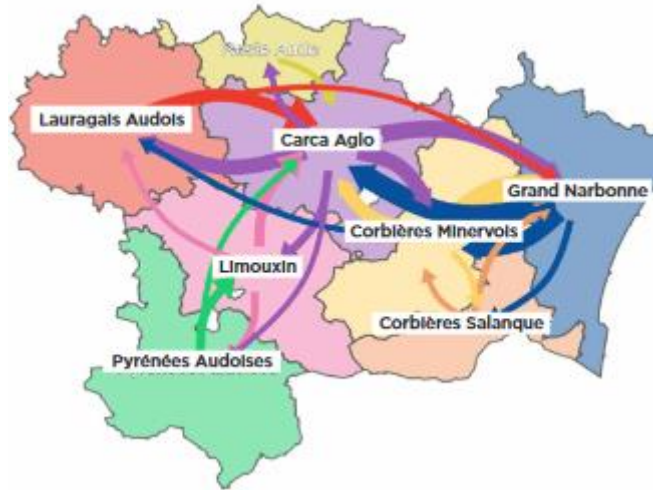 Lauragais Audois
Carca Aglo
Grand Narbonne
Corbières Minervois
Limouxin
Corbières Salanque
Pyrénées Audoises